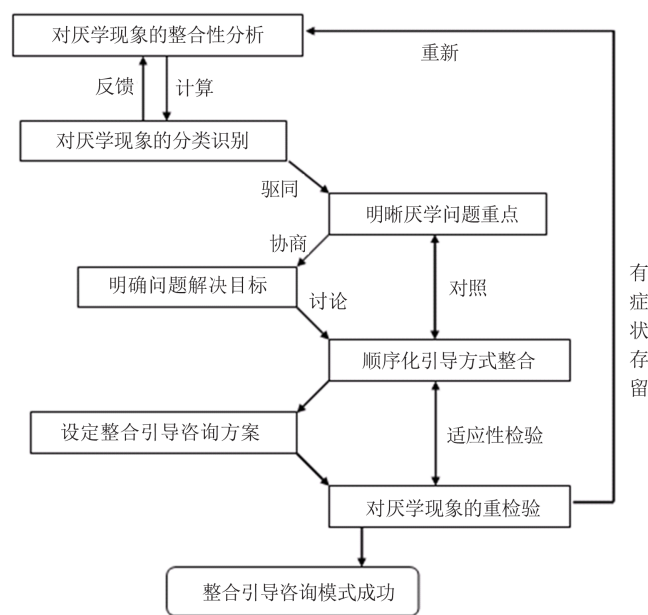 对厌学现象的整合性分析
重新
反馈
计算
对厌学现象的分类识别
驱同
明晰厌学问题重点
协商
明确问题解决目标
对照
讨论
有症状存留
顺序化引导方式整合
设定整合引导咨询方案
适应性检验
对厌学现象的重检验
整合引导咨询模式成功